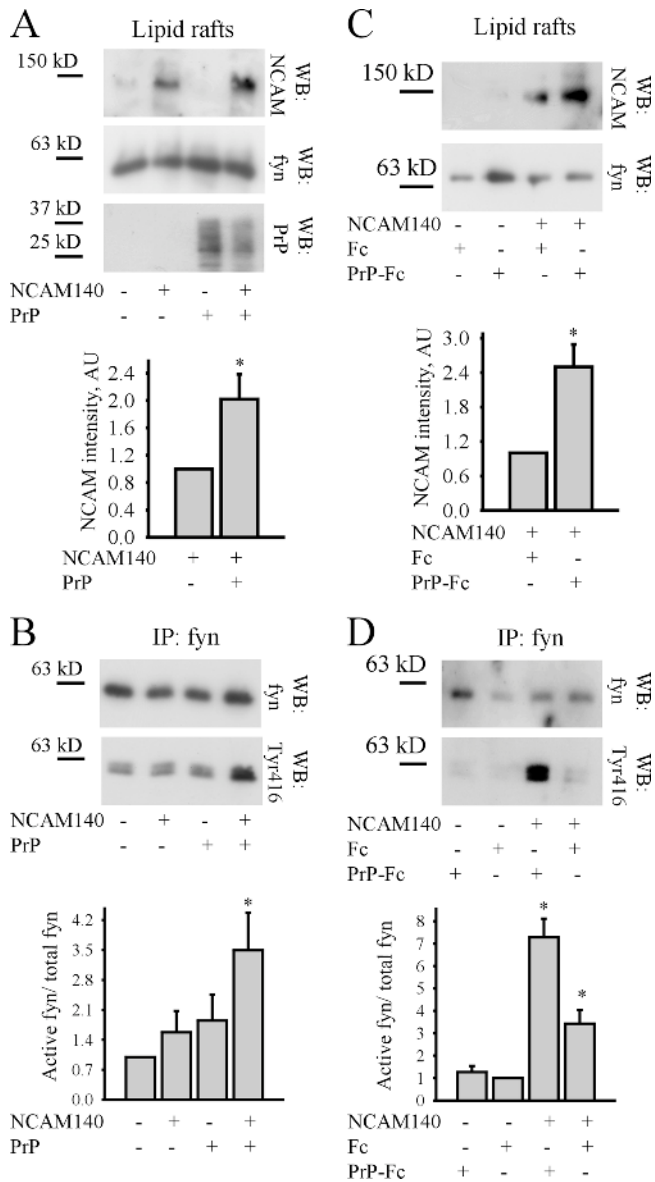 A
Lipid rafts
150 kD
WB:
NCAM
63 kD
WB:
fyn
37 kD
25 kD
WB:
PrP
NCAM140 - + - +
PrP - - + +
NCAM intensity, AU
2.4
2.0
1.6
1.2
0.8
0.4
0.0
*
NCAM140 + +
PrP - +
B
IP: fyn
63 kD
WB:
fyn
63 kD
WB:
Tyr416
NCAM140 - + - +
PrP - - + +
Active fyn/ total fyn
4.2
3.5
2.8
2.1
1.4
0.7
0.0
*
NCAM140 - + - +
PrP - - + +
C
Lipid rafts
150 kD
WB:
NCAM
63 kD
WB:
fyn
NCAM140 - - + +
Fc + - + -
PrP-Fc - + - +
NCAM intensity, AU
3.0
2.4
1.8
1.2
0.6
0.0
*
NCAM140 + +
Fc + -
PrP-Fc - +
D
IP: fyn
63 kD
WB:
fyn
63 kD
WB:
Tyr416
NCAM140 - - + +
Fc - + - +
PrP-Fc + - + -
Active fyn/ total fyn
8
7
6
5
4
3
2
1
0
*
*
NCAM140 - - + +
Fc - + - +
PrP-Fc + - + -